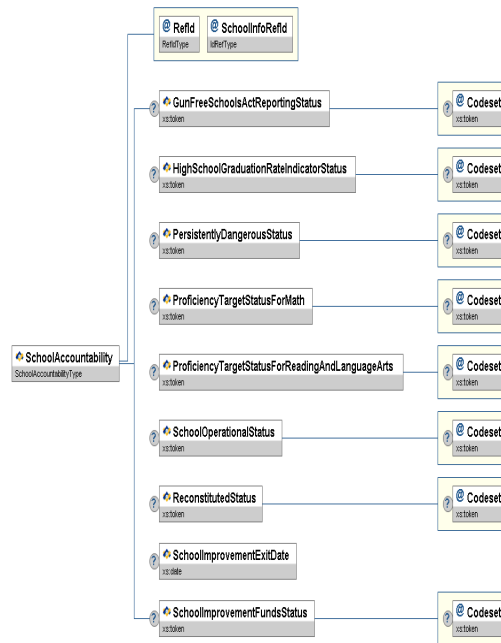 @ RefId @ SchoolInfoRefId
RefIdType IdRefType
? GunFreeSchoolsActReportingStatus ? @ Codeset
xs:token xs:token
? HighSchoolGraduationRateIndicatorStatus ? @ Codeset
xs:token xs:token
? PersistentlyDangerousStatus ? @ Codeset
xs:token xs:token
? ProficiencyTargetStatusForMath ? @ Codeset
xs:token xs:token
SchoolAccountability
SchoolAccountabilityType
? ProficiencyTargetStatusForReadingAndLanguageArts ? @ Codeset
xs:token xs:token
? SchoolOperationalStatus ? @ Codeset
xs:token xs:token
? ReconstitutedStatus ? @ Codeset
xs:token xs:token
? SchoolImprovementExitDate
xs:date
? SchoolImprovementFundsStatus ? @ Codeset
xs:token xs:token